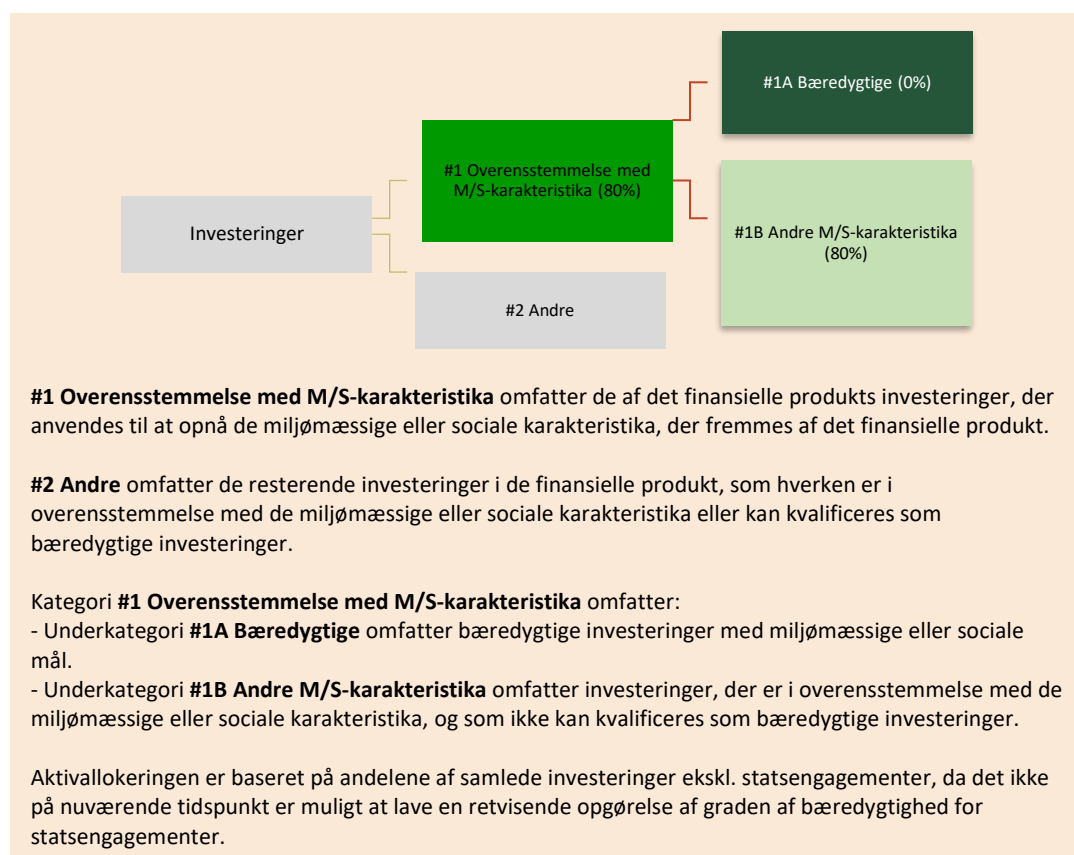 #1A Bæredygtige (0%)
#1 Overensstemmelse med
M/S-karakteristika (80%)
Investeringer
#1B Andre M/S-karakteristika
(80%)
#2 Andre
#1 Overensstemmelse med M/S-karakteristika omfatter de af det finansielle produkts investeringer, der
anvendes til at opnå de miljømæssige eller sociale karakteristika, der fremmes af det finansielle produkt.
#2 Andre omfatter de resterende investeringer i de finansielle produkt, som hverken er i
overensstemmelse med de miljømæssige eller sociale karakteristika eller kan kvalificeres som
bæredygtige investeringer.
Kategori #1 Overensstemmelse med M/S-karakteristika omfatter:
- Underkategori #1A Bæredygtige omfatter bæredygtige investeringer med miljømæssige eller sociale
mål.
- Underkategori #1B Andre M/S-karakteristika omfatter investeringer, der er i overensstemmelse med de
miljømæssige eller sociale karakteristika, og som ikke kan kvalificeres som bæredygtige investeringer.
Aktivallokeringen er baseret på andelene af samlede investeringer ekskl. statsengagementer, da det ikke
på nuværende tidspunkt er muligt at lave en retvisende opgørelse af graden af bæredygtighed for
statsengagementer.